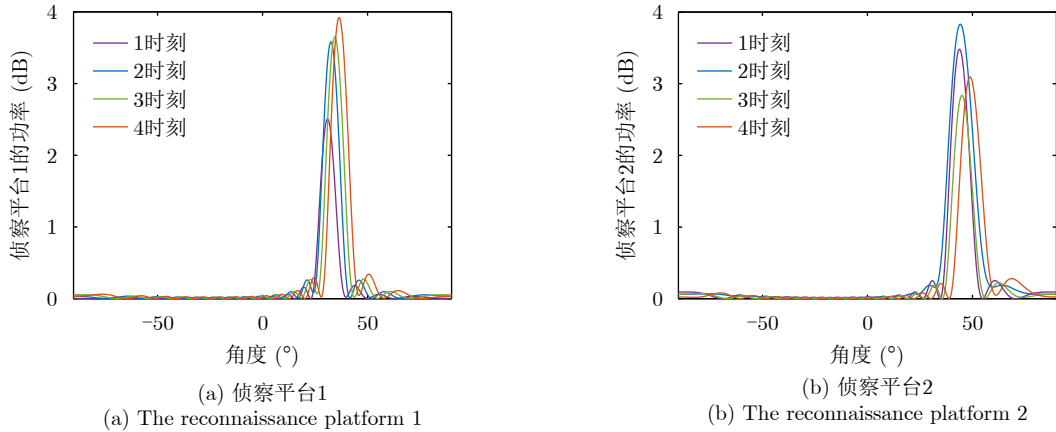 4
3
2
1
0
侦察平台1的功率 (dB)
1时刻
2时刻
3时刻
4时刻
−50
0
50
角度 (°)
(a) 侦察平台1
(a) The reconnaissance platform 1
4
3
2
1
0
侦察平台2的功率 (dB)
1时刻
2时刻
3时刻
4时刻
−50
0
50
角度 (°)
(b) 侦察平台2
(b) The reconnaissance platform 2